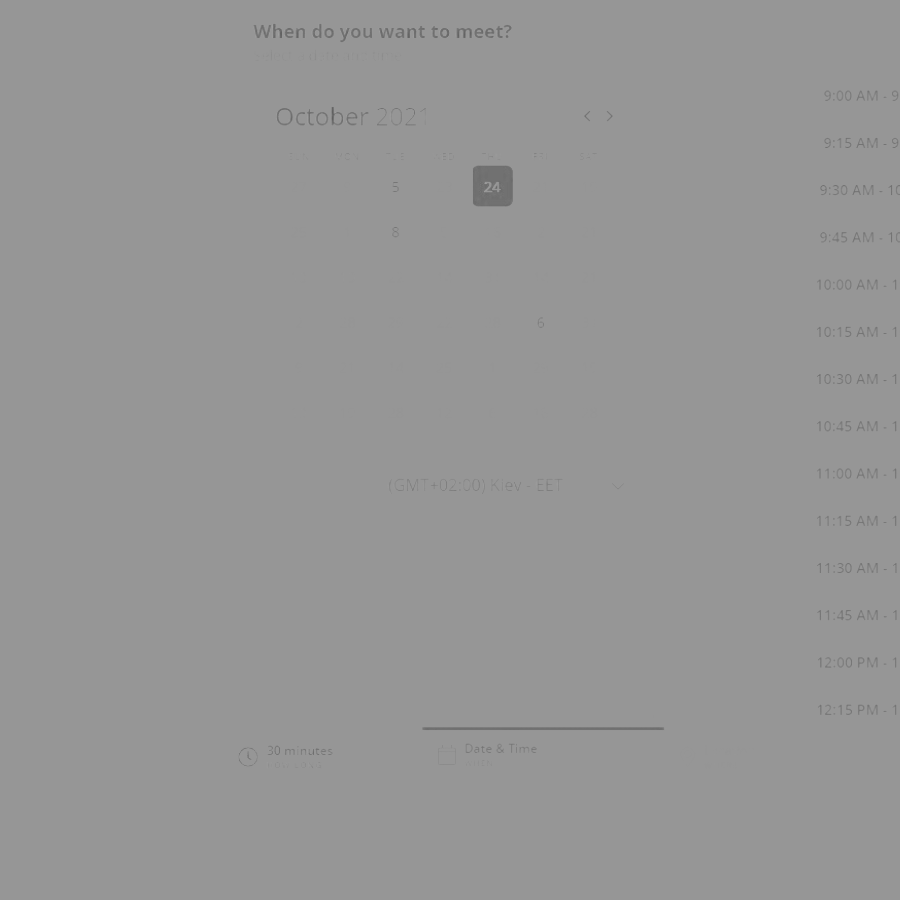 When do you want to meet?
October 2021
TUE
5 24
8
6
(GMT+02:00) Kiev - EET
30 minutes
Date & Time
9:00 AM - 9
9:15 AM - 9
9:30 AM - 10
9:45 AM - 10
10:00 AM - 1
10:15 AM - 1
10:30 AM - 1
10:45 AM - 1
11:00 AM - 1
11:15 AM - 1
11:30 AM - 1
11:45 AM - 1
12:00 PM - 1
12:15 PM - 1